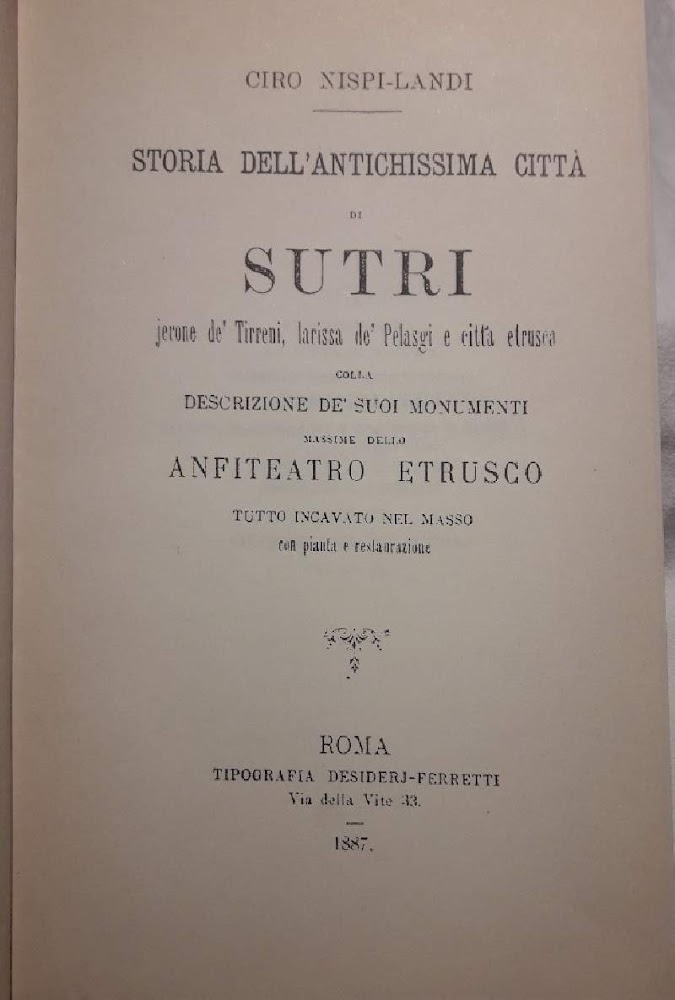 CIRO NISPI-LANDI
STORIA DELL'ANTICHISSIMA CITTÀ
DI
SUTRI
jerone de' Tirreni, larissa de' Pelasgi e città etrusca
COLLA
DESCRIZIONE DE' SUOI MONUMENTI
MASSIME DELLO
ANFITEATRO ETRUSCO
TUTTO INCAVATO NEL MASSO
con pianta e restaurazione
ROMA
TIPOGRAFIA DESIDERJ-FERRETTI
Via della Vite 33.
1887.